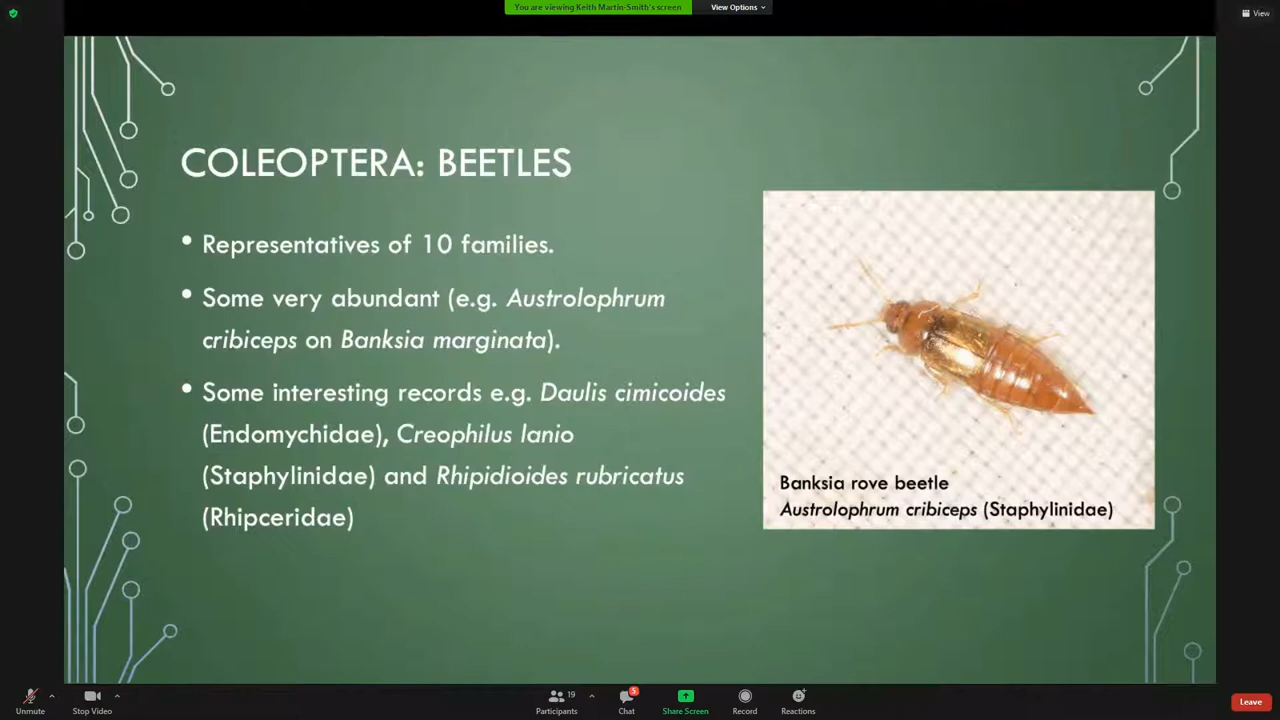 You are viewing Keith Martin-Smith's screen
View Options
View
COLEOPTERA: BEETLES
• Representatives of 10 families.
• Some very abundant (e.g. Austrolophrum
cribiceps on Banksia marginata).
• Some interesting records e.g. Daulis cimicoides
(Endomychidae), Creophilus lanio
(Staphylinidae) and Rhipidioides rubricatus
(Rhipceridae)
Banksia rove beetle
Austrolophrum cribiceps (Staphylinidae)
Unmute
Stop Video
19
Participants
5
Chat
Share Screen
Record
Reactions
Leave